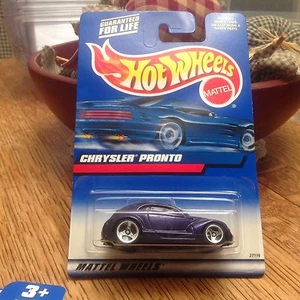 GUARANTEED
FOR LIFE
Hot Wheels
MATTEL
CHRYSLER® PRONTO
MATTEL WHEELS
3+